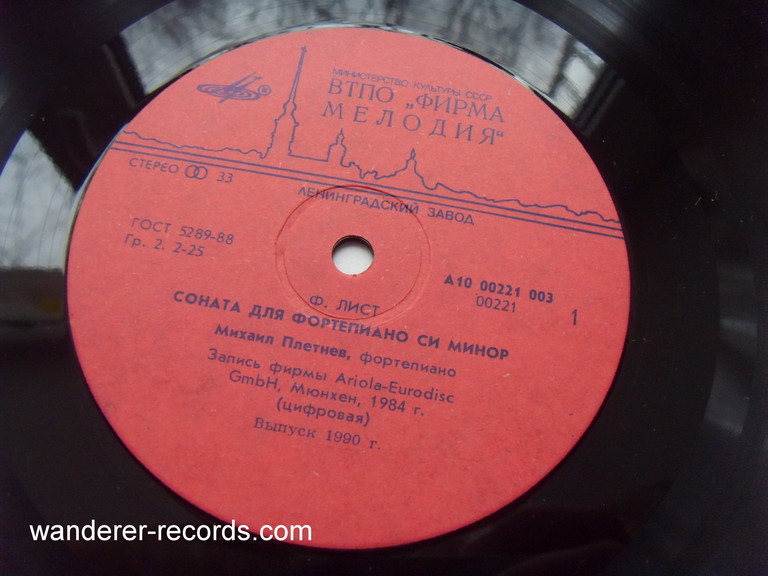 МИНИСТЕРСТВО КУЛЬТУРЫ СССР
ВТПО „ФИРМА
МЕЛОДИЯ“
СТЕРЕО 33
ЛЕНИНГРАДСКИЙ ЗАВОД
ГОСТ 5289-88
Гр. 2. 2-25
А10 00221 003
00221
1
Ф. ЛИСТ
СОНАТА ДЛЯ ФОРТЕПИАНО СИ МИНОР
Михаил Плетнев, фортепиано
Запись фирмы Ariola-Eurodisc
GmbH, Мюнхен, 1984 г.
(цифровая)
Выпуск 1990 г.
wanderer-records.com